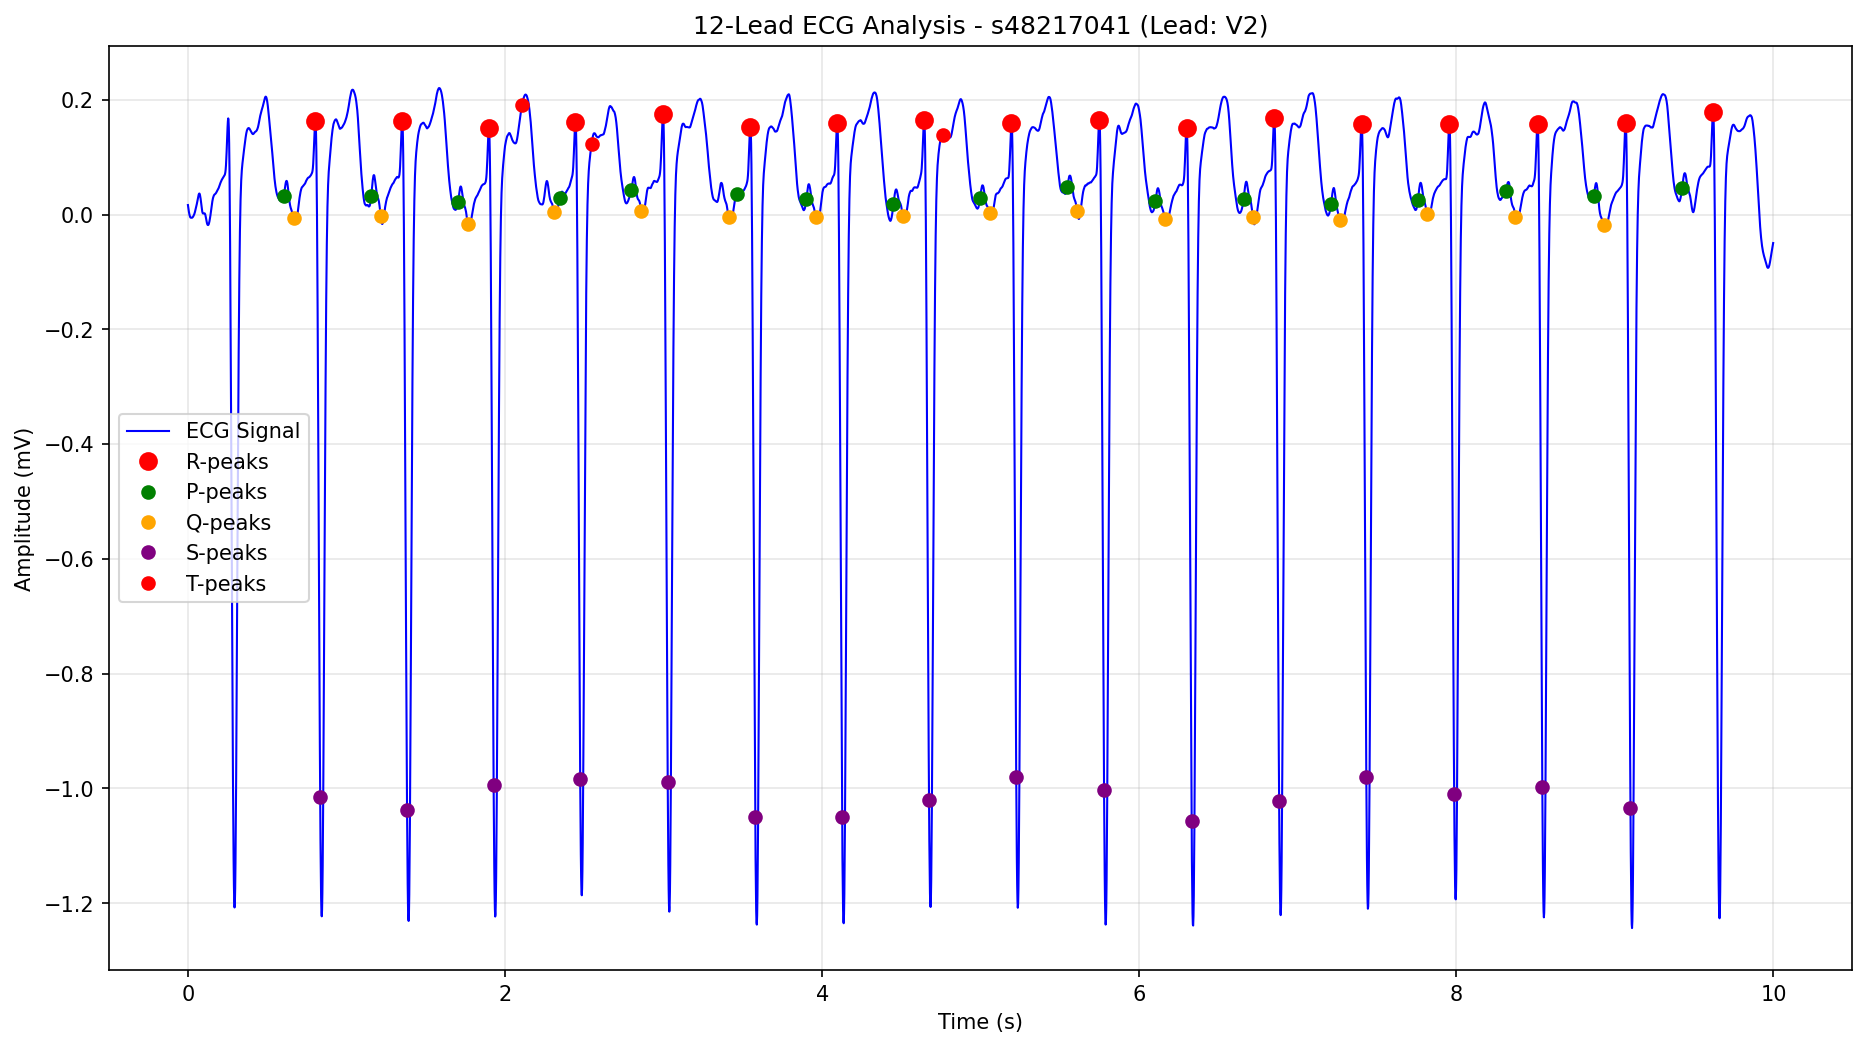 12-Lead ECG Analysis - s48217041 (Lead: V2)
Amplitude (mV)
0.2
0.0
−0.2
−0.4
−0.6
−0.8
−1.0
−1.2
ECG Signal
R-peaks
P-peaks
Q-peaks
S-peaks
T-peaks
0 2 4 6 8 10
Time (s)